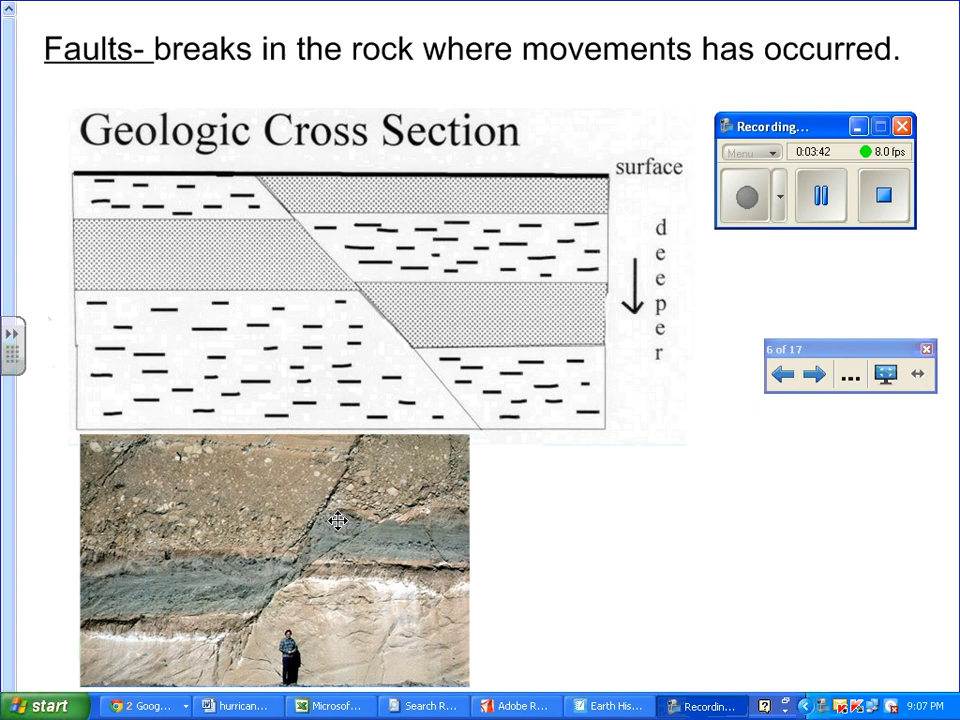 Faults- breaks in the rock where movements has occurred.
Geologic Cross Section
surface
deeper
Recording...
Menu
0:03:42
8.0 fps
6 of 17
...
start
2 Goog...
hurrican...
Microsof...
Search R...
Adobe R...
Earth His...
Recordin...
9:07 PM